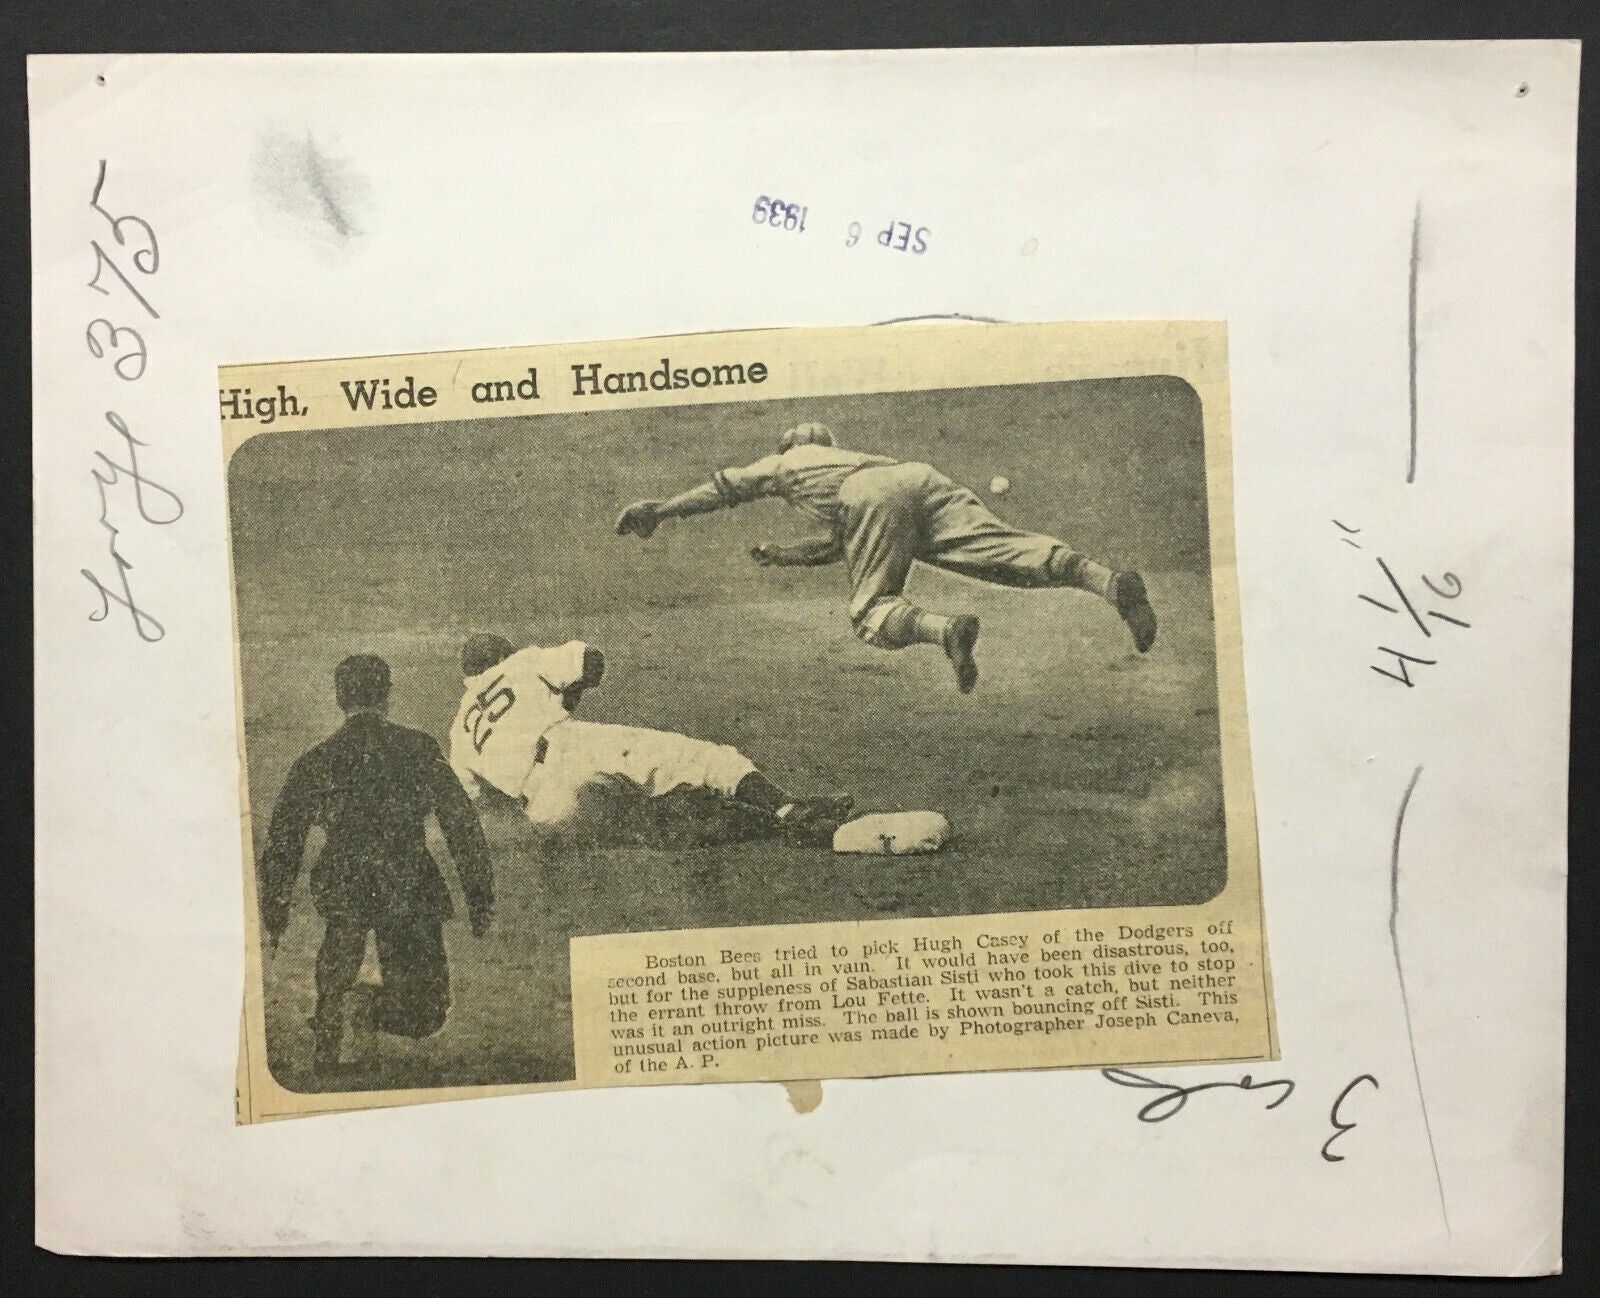 SEP 6 1939
375
4 1/16"
High, Wide and Handsome
25
Boston Bees tried to pick Hugh Casey of the Dodgers off
second base, but all in vain. It would have been disastrous, too,
but for the suppleness of Sabastian Sisti who took this dive to stop
the errant throw from Lou Fette. It wasn't a catch, but neither
was it an outright miss. The ball is shown bouncing off Sisti. This
unusual action picture was made by Photographer Joseph Caneva,
of the A. P.
3